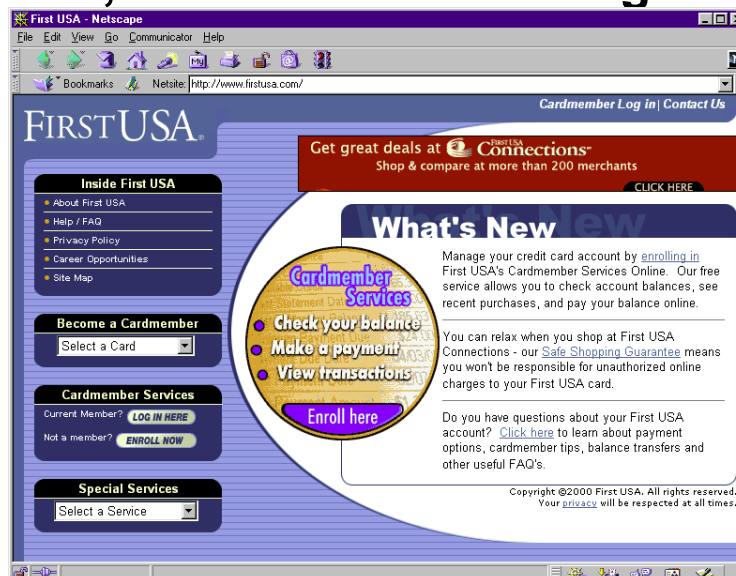 First USA - Netscape
File Edit View Go Communicator Help
My
Bookmarks Netsite: http://www.firstusa.com/
Cardmember Log in| Contact Us
FIRST USA.
Get great deals at FIRST USA Connections
Shop & compare at more than 200 merchants
CLICK HERE
Inside First USA
About First USA
Help / FAQ
Privacy Policy
Career Opportunities
Site Map
Become a Cardmember
Select a Card
Cardmember Services
Current Member? LOG IN HERE
Not a member? ENROLL NOW
Special Services
Select a Service
Cardmember
Services
Check your balance
Make a payment
View transactions
Enroll here
What's New
Manage your credit card account by enrolling in
First USA's Cardmember Services Online. Our free
service allows you to check account balances, see
recent purchases, and pay your balance online.
You can relax when you shop at First USA
Connections - our Safe Shopping Guarantee means
you won't be responsible for unauthorized online
charges to your First USA card.
Do you have questions about your First USA
account? Click here to learn about payment
options, cardmember tips, balance transfers and
other useful FAQ's.
Copyright ©2000 First USA. All rights reserved.
Your privacy will be respected at all times.